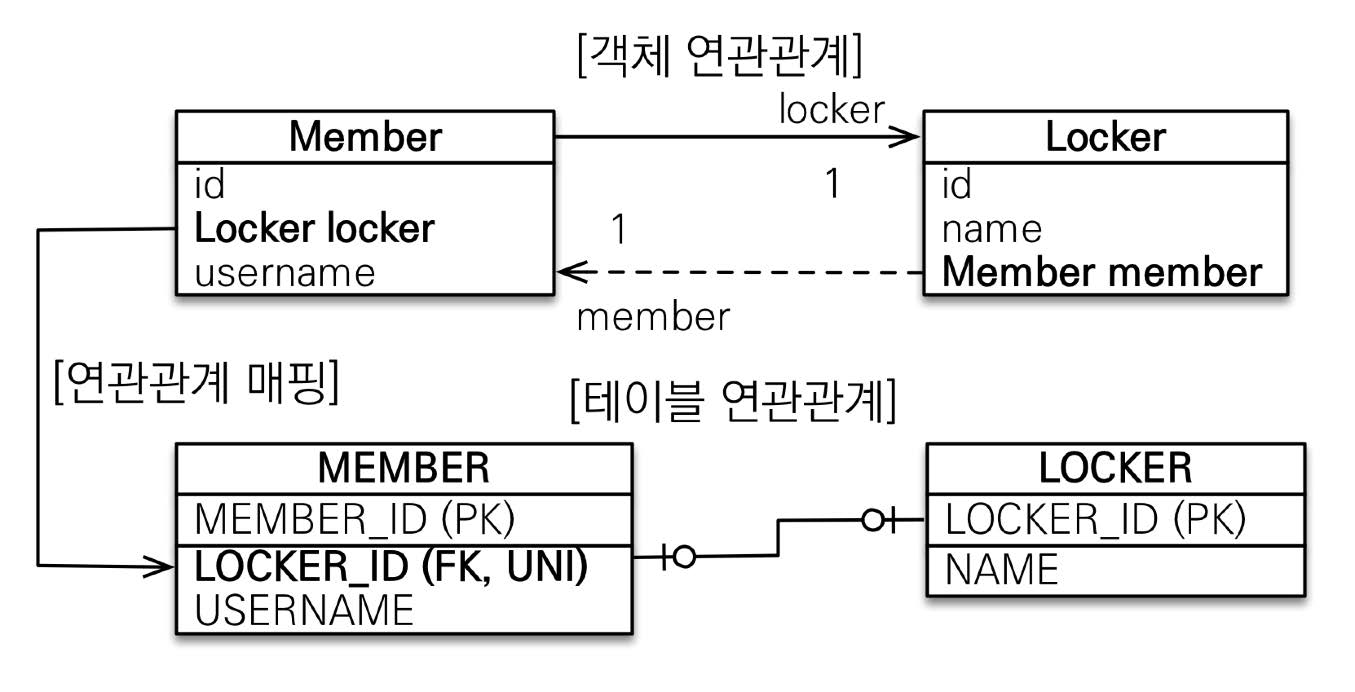 [객체 연관관계]
locker
Member
Locker
id
Locker locker
username
1
1
id
name
Member member
member
[연관관계 매핑]
[테이블 연관관계]
MEMBER
MEMBER_ID (PK)
LOCKER_ID (FK, UNI)
USERNAME
LOCKER
LOCKER_ID (PK)
NAME